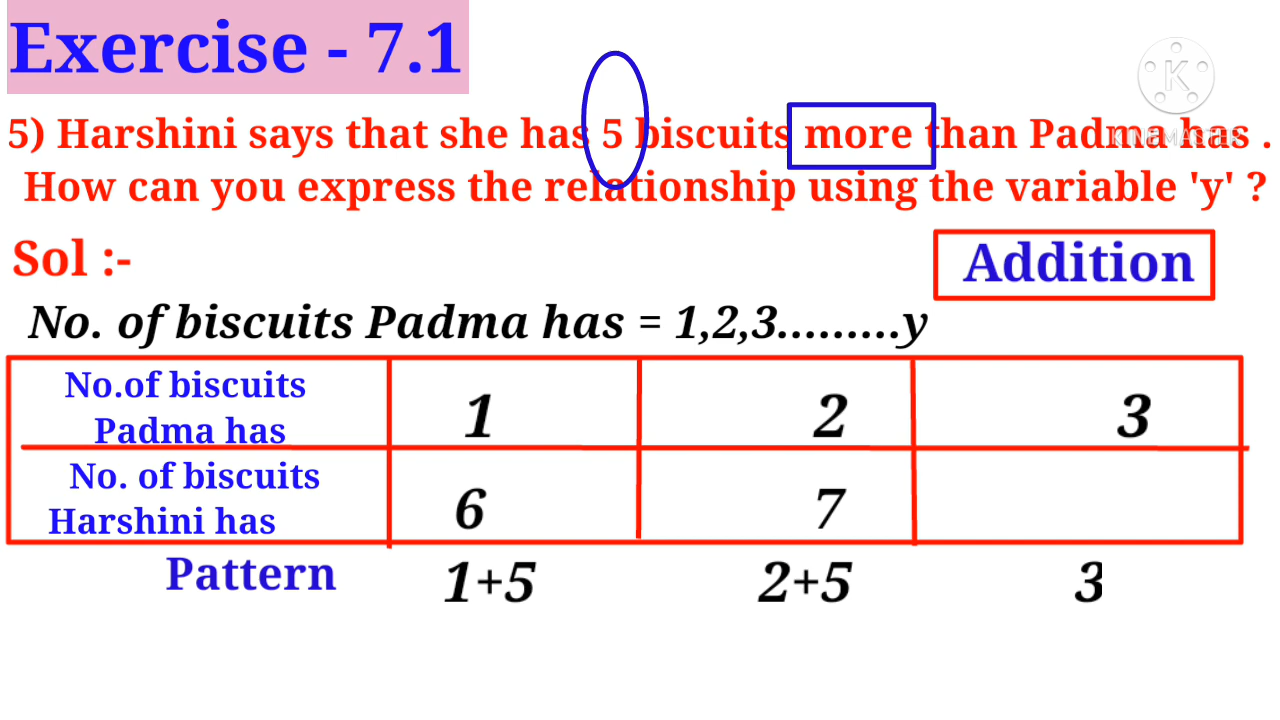 Exercise - 7.1
5) Harshini says that she has 5 biscuits more than Padma has .
How can you express the relationship using the variable 'y' ?
Sol :-
Addition
No. of biscuits Padma has = 1,2,3.........y
No.of biscuits
Padma has
1 2 3
No. of biscuits
Harshini has
6 7
Pattern 1+5 2+5 3
K
KINEMASTER